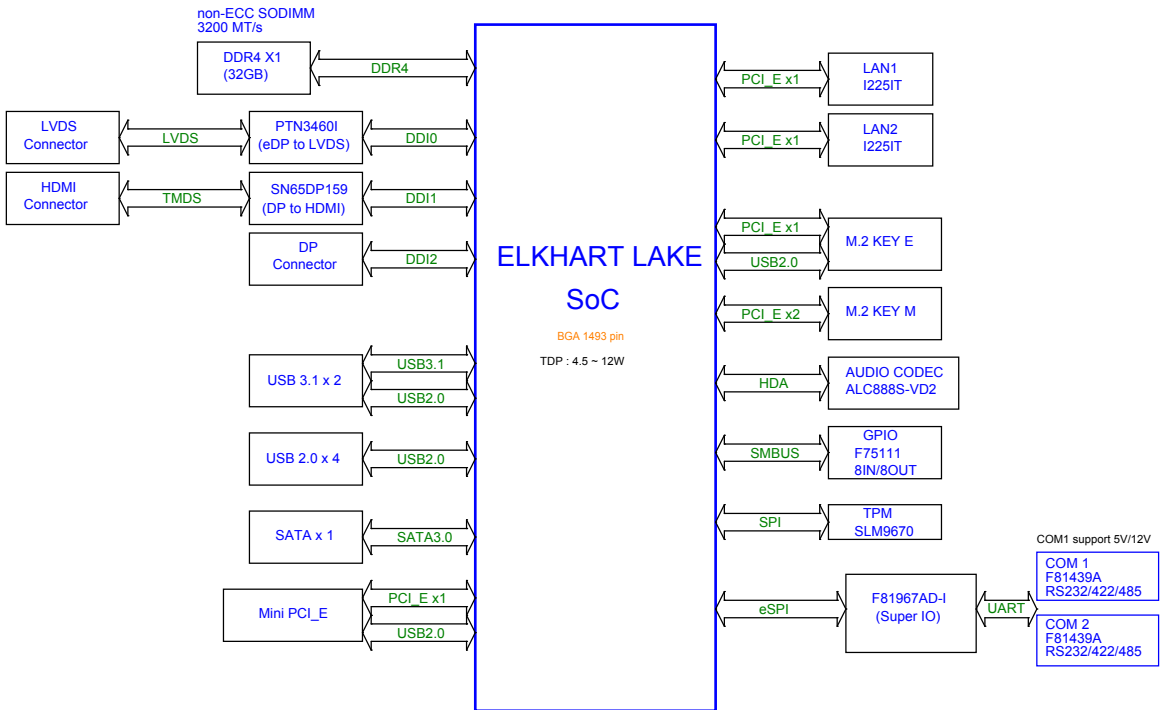 non-ECC SODIMM
3200 MT/s
DDR4 X1
(32GB)
DDR4
LVDS
Connector
LVDS
PTN3460I
(eDP to LVDS)
DDI0
HDMI
Connector
TMDS
SN65DP159
(DP to HDMI)
DDI1
DP
Connector
DDI2
USB 3.1 x 2
USB3.1
USB2.0
USB 2.0 x 4
USB2.0
SATA x 1
SATA3.0
Mini PCI_E
PCI_E x1
USB2.0
ELKHART LAKE
SoC
BGA 1493 pin
TDP : 4.5 ~ 12W
PCI_E x1
LAN1
I225IT
PCI_E x1
LAN2
I225IT
PCI_E x1
USB2.0
M.2 KEY E
PCI_E x2
M.2 KEY M
HDA
AUDIO CODEC
ALC888S-VD2
SMBUS
GPIO
F75111
8IN/8OUT
SPI
TPM
SLM9670
eSPI
F81967AD-I
(Super IO)
UART
COM1 support 5V/12V
COM 1
F81439A
RS232/422/485
COM 2
F81439A
RS232/422/485